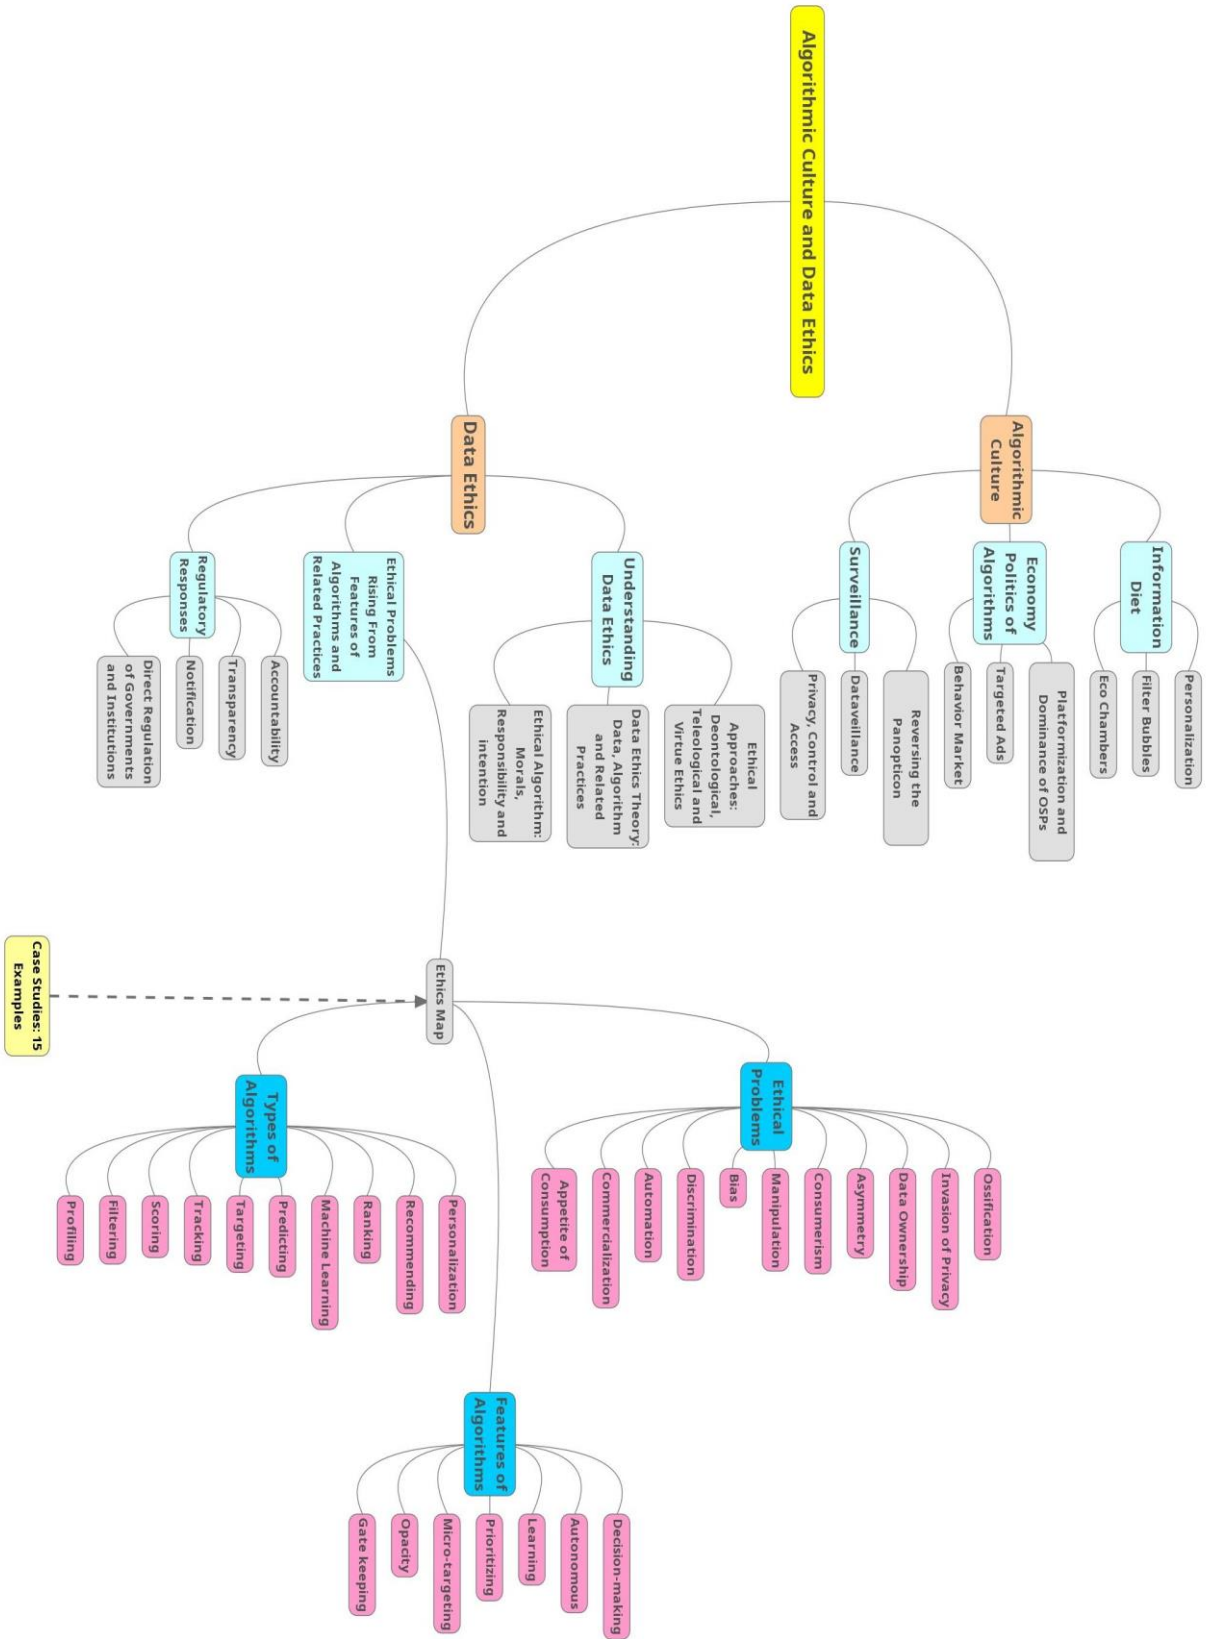 Algorithmic Culture and Data Ethics
Algorithmic
Culture
Information
Diet
Personalization
Filter Bubbles
Eco Chambers
Economy
Politics of
Algorithms
Platformization and
Dominance of OSPs
Targeted Ads
Behavior Market
Surveillance
Reversing the
Panopticon
Dataveillance
Privacy, Control and
Access
Data Ethics
Understanding
Data Ethics
Ethical
Approaches:
Deontological,
Teleological and
Virtue Ethics
Data Ethics Theory:
Data, Algorithm
and Related
Practices
Ethical Algorithm:
Morals,
Responsibility and
intention
Ethical Problems
Rising From
Features of
Algorithms and
Related Practices
Regulatory
Responses
Accountability
Transparency
Notification
Direct Regulation
of Governments
and Institutions
Ethics Map
Case Studies: 15
Examples
Ethical
Problems
Ossification
Invasion of Privacy
Data Ownership
Asymmetry
Consumerism
Manipulation
Bias
Discrimination
Automation
Commercialization
Appetite of
Consumption
Features of
Algorithms
Decision-making
Autonomous
Learning
Prioritizing
Micro-targeting
Opacity
Gate keeping
Types of
Algorithms
Personalization
Recommending
Ranking
Machine Learning
Predicting
Targeting
Tracking
Scoring
Filtering
Profiling